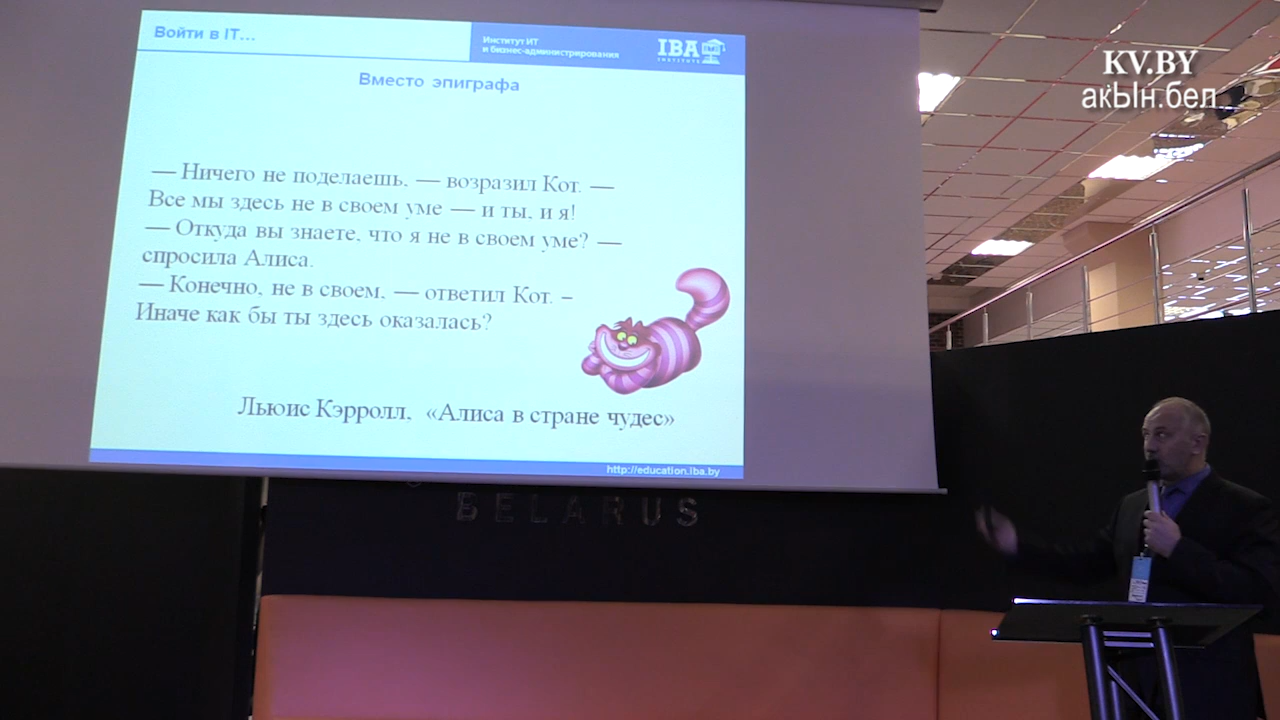 Войти в IT...
Институт ИТ
и бизнес-администрирования
IBA
INSTITUTE
KV.BY
акЫн.бел
Вместо эпиграфа
— Ничего не поделаешь, — возразил Кот. —
Все мы здесь не в своем уме — и ты, и я!
— Откуда вы знаете, что я не в своем уме? —
спросила Алиса.
— Конечно, не в своем, — ответил Кот. –
Иначе как бы ты здесь оказалась?
Льюис Кэрролл, «Алиса в стране чудес»
http://education.iba.by
BELARUS